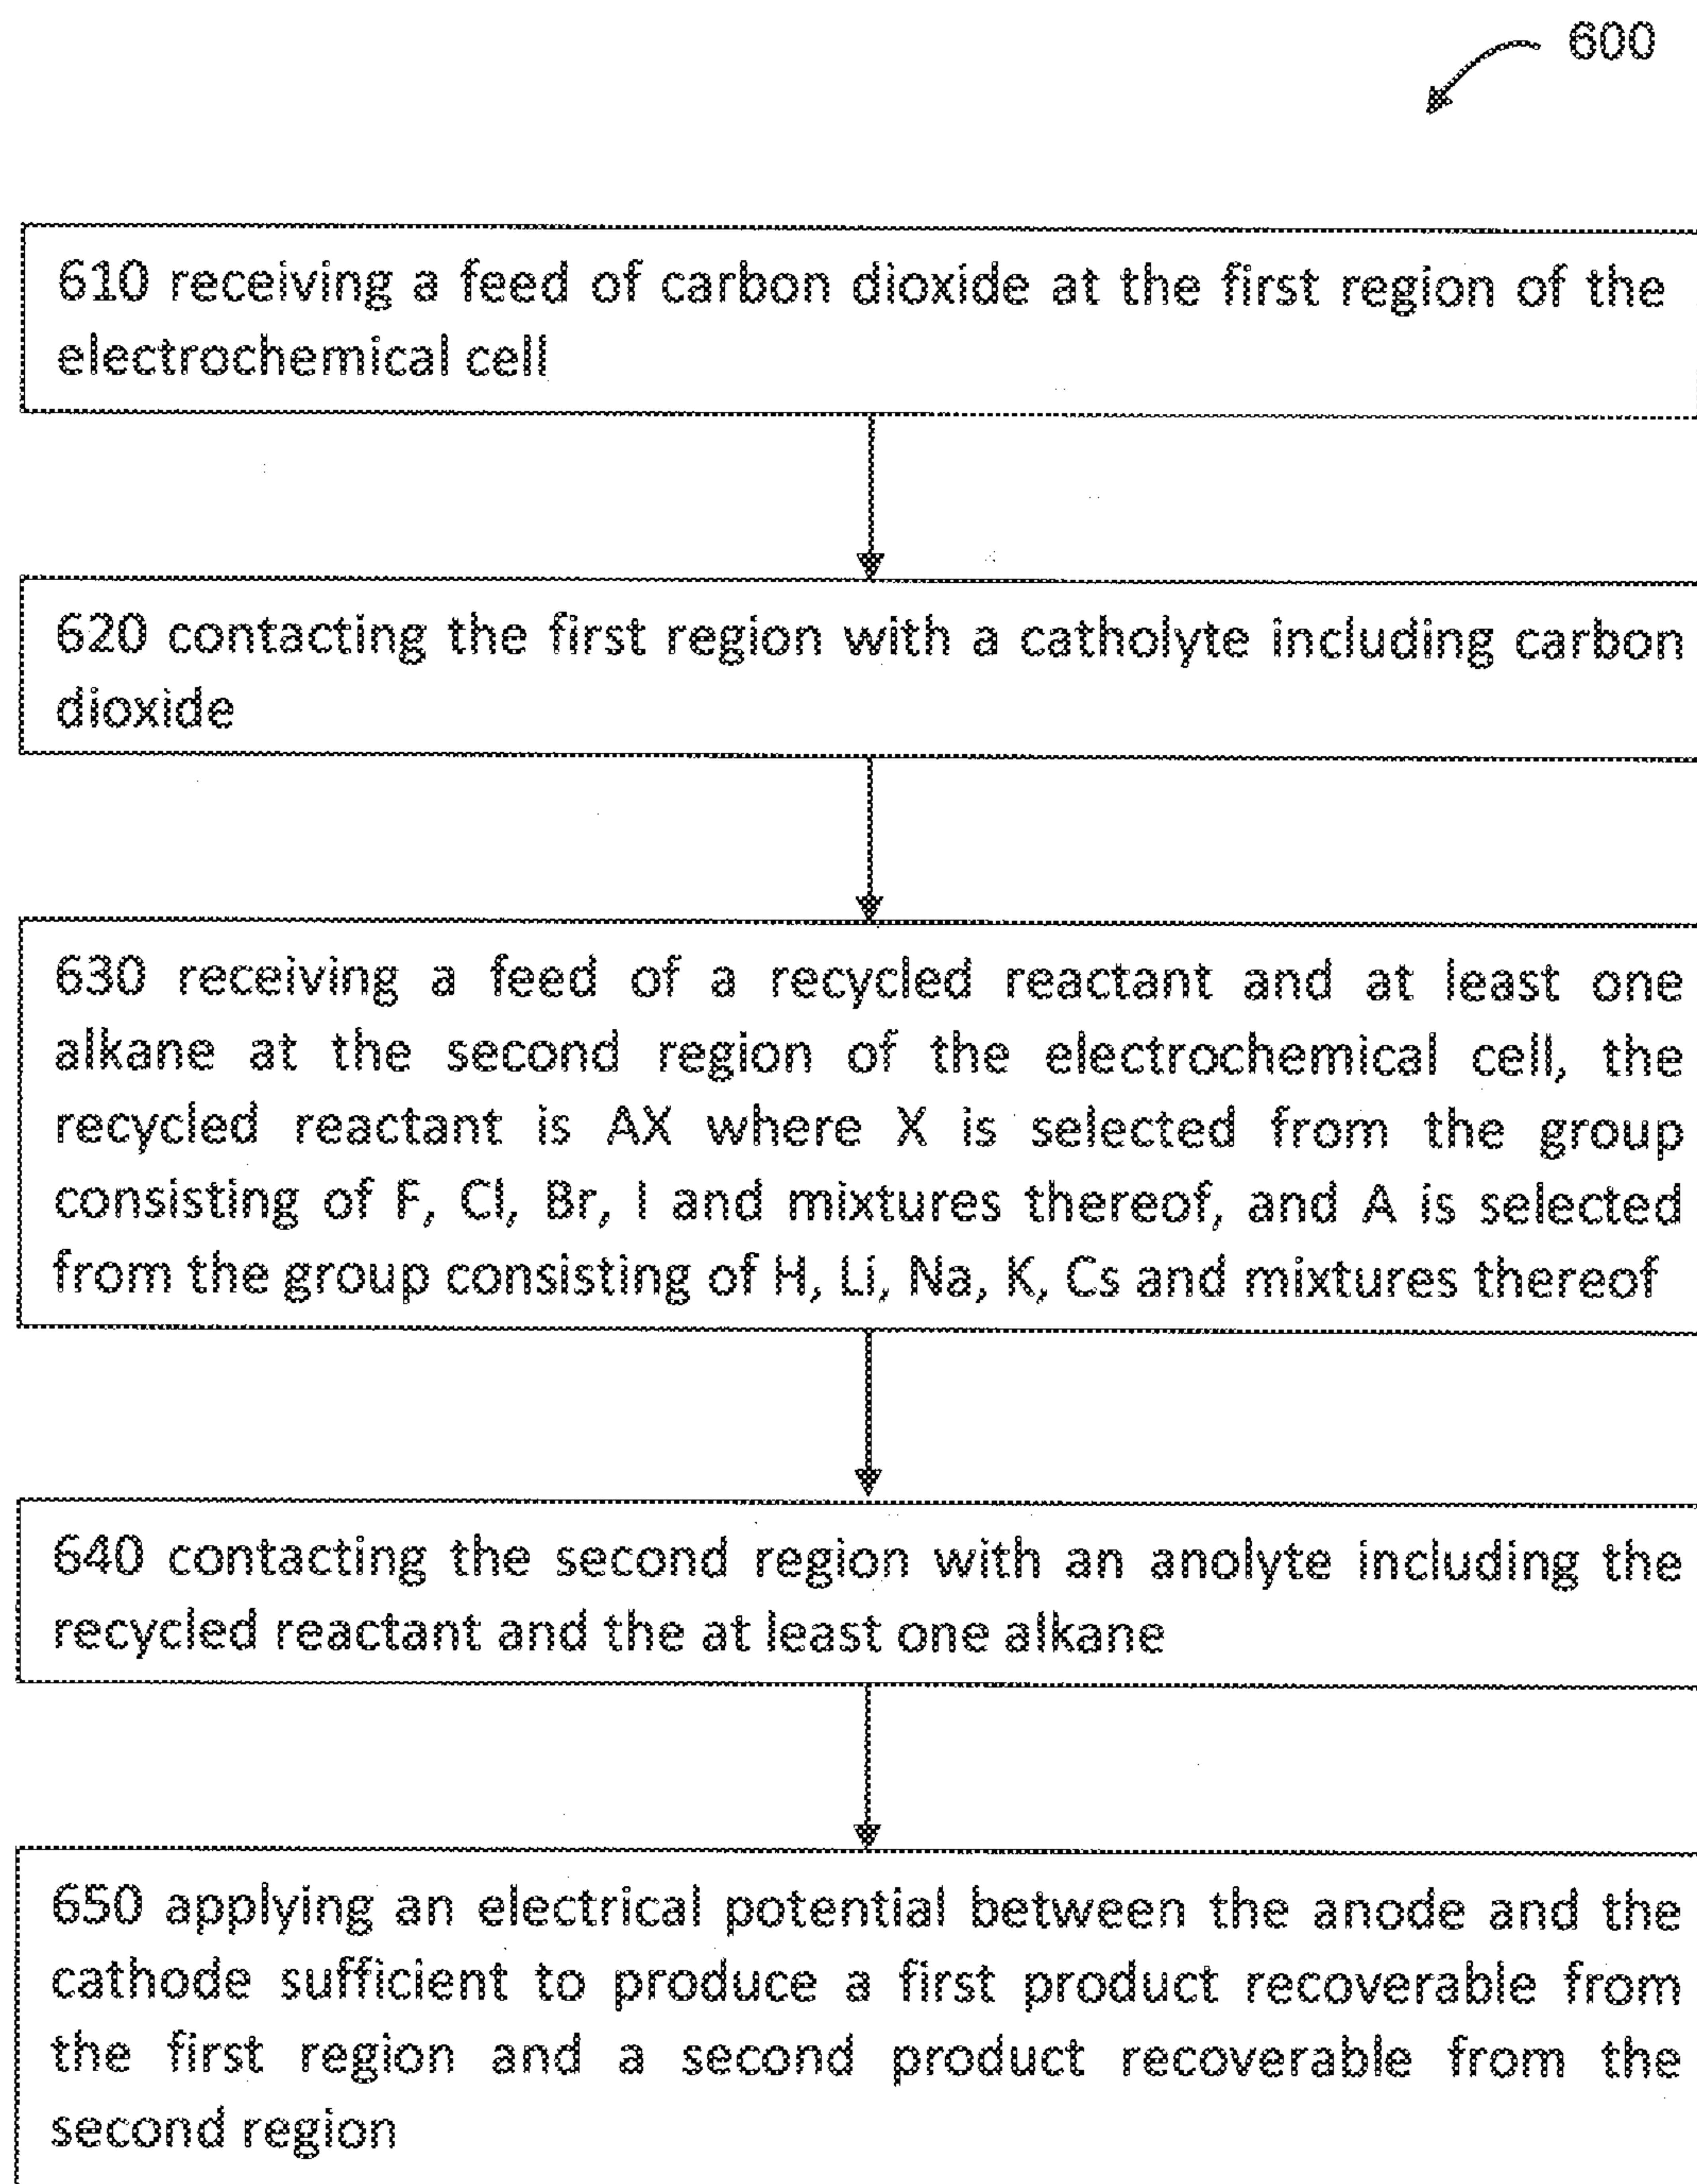 600
610 receiving a feed of carbon dioxide at the first region of the
electrochemical cell
620 contacting the first region with a catholyte including carbon
dioxide
630 receiving a feed of a recycled reactant and at least one
alkane at the second region of the electrochemical cell, the
recycled reactant is AX where X is selected from the group
consisting of F, Cl, Br, I and mixtures thereof, and A is selected
from the group consisting of H, Li, Na, K, Cs and mixtures thereof
640 contacting the second region with an anolyte including the
recycled reactant and the at least one alkane
650 applying an electrical potential between the anode and the
cathode sufficient to produce a first product recoverable from
the first region and a second product recoverable from the
second region